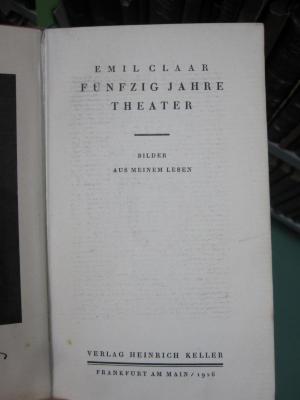 EMIL CLAAR
FÜNFZIG JAHRE
THEATER
BILDER
AUS MEINEM LEBEN
VERLAG HEINRICH KELLER
FRANKFURT AM MAIN / 1926